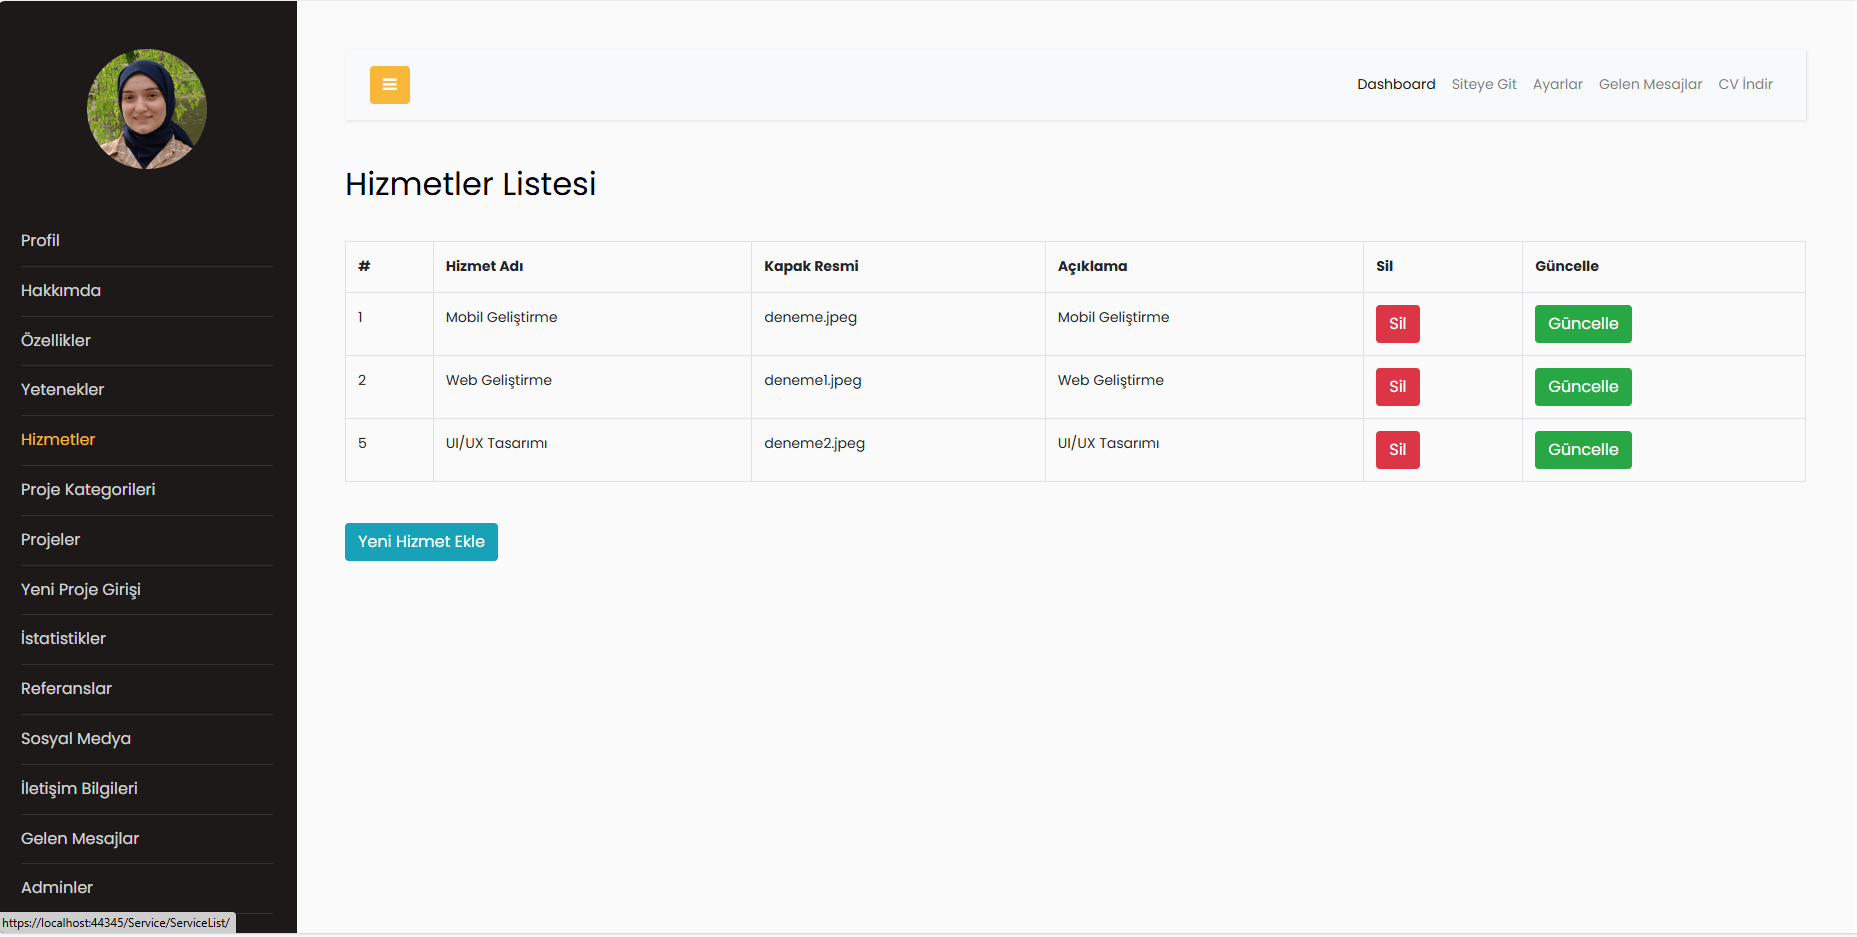 Dashboard Siteye Git Ayarlar Gelen Mesajlar CV İndir
Profil
Hakkımda
Özellikler
Yetenekler
Hizmetler
Proje Kategorileri
Projeler
Yeni Proje Girişi
İstatistikler
Referanslar
Sosyal Medya
İletişim Bilgileri
Gelen Mesajlar
Adminler
https://localhost:44345/Service/ServiceList/
Hizmetler Listesi
# Hizmet Adı Kapak Resmi Açıklama Sil Güncelle
1 Mobil Geliştirme deneme.jpeg Mobil Geliştirme Sil Güncelle
2 Web Geliştirme deneme1.jpeg Web Geliştirme Sil Güncelle
5 UI/UX Tasarımı deneme2.jpeg UI/UX Tasarımı Sil Güncelle
Yeni Hizmet Ekle